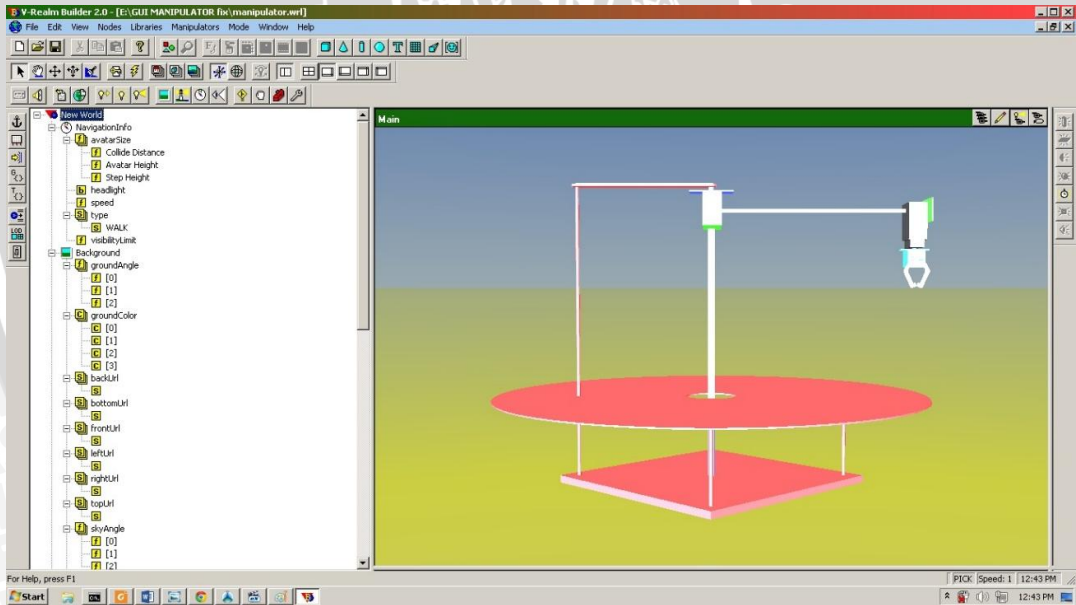 V-Realm Builder 2.0 - [E:\GUI MANIPULATOR fix\manipulator.wrl]
File Edit View Nodes Libraries Manipulators Mode Window Help
New World
NavigationInfo
avatarSize
f Collide Distance
f Avatar Height
f Step Height
b headlight
f speed
S type
S WALK
f visibilityLimit
Background
f groundAngle
f [0]
f [1]
f [2]
C groundColor
C [0]
C [1]
C [2]
C [3]
S backUrl
S
S bottomUrl
S
S frontUrl
S
S leftUrl
S
S rightUrl
S
S topUrl
S
f skyAngle
f [0]
f [1]
f [2]
Main
For Help, press F1
PICK Speed: 1 12:43 PM
Start
12:43 PM